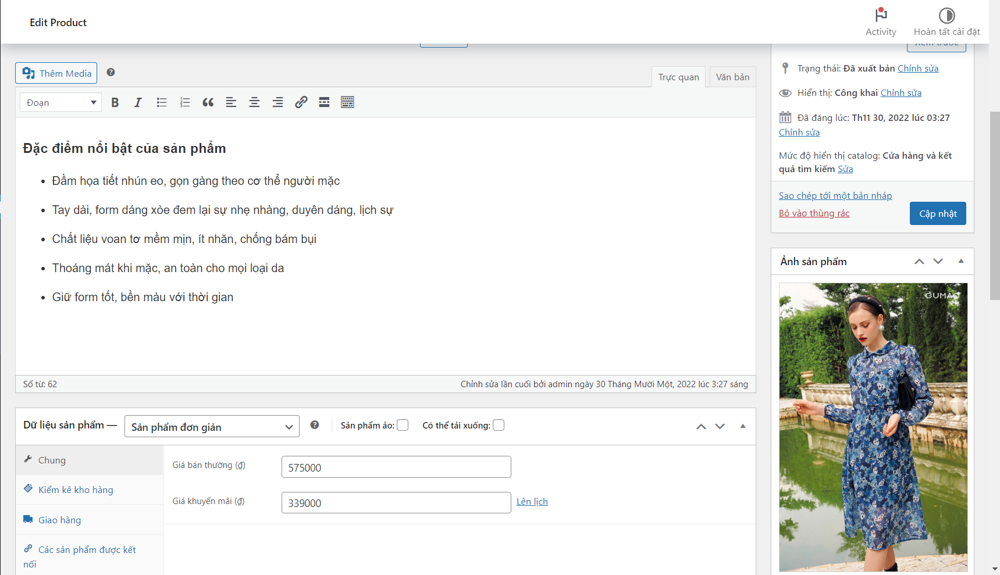 Edit Product
Activity
Hoàn tất cài đặt
Thêm Media
Trực quan
Văn bản
Đoạn
Đặc điểm nổi bật của sản phẩm
Đầm họa tiết nhún eo, gọn gàng theo cơ thể người mặc
Tay dài, form dáng xòe đem lại sự nhẹ nhàng, duyên dáng, lịch sự
Chất liệu voan tơ mềm mịn, ít nhăn, chống bám bụi
Thoáng mát khi mặc, an toàn cho mọi loại da
Giữ form tốt, bền màu với thời gian
Số từ: 62
Chỉnh sửa lần cuối bởi admin ngày 30 Tháng Mười Một, 2022 lúc 3:27 sáng
Dữ liệu sản phẩm —
Sản phẩm đơn giản
Sản phẩm ảo:
Có thể tải xuống:
Chung
Kiểm kê kho hàng
Giao hàng
Các sản phẩm được kết
nối
Giá bán thường (₫)
575000
Giá khuyến mãi (₫)
339000
Lên lịch
Xem trước
Trạng thái: Đã xuất bản Chỉnh sửa
Hiển thị: Công khai Chỉnh sửa
Đã đăng lúc: Th11 30, 2022 lúc 03:27
Chỉnh sửa
Mức độ hiển thị catalog: Cửa hàng và kết
quả tìm kiếm Sửa
Sao chép tới một bản nháp
Bỏ vào thùng rác
Cập nhật
Ảnh sản phẩm